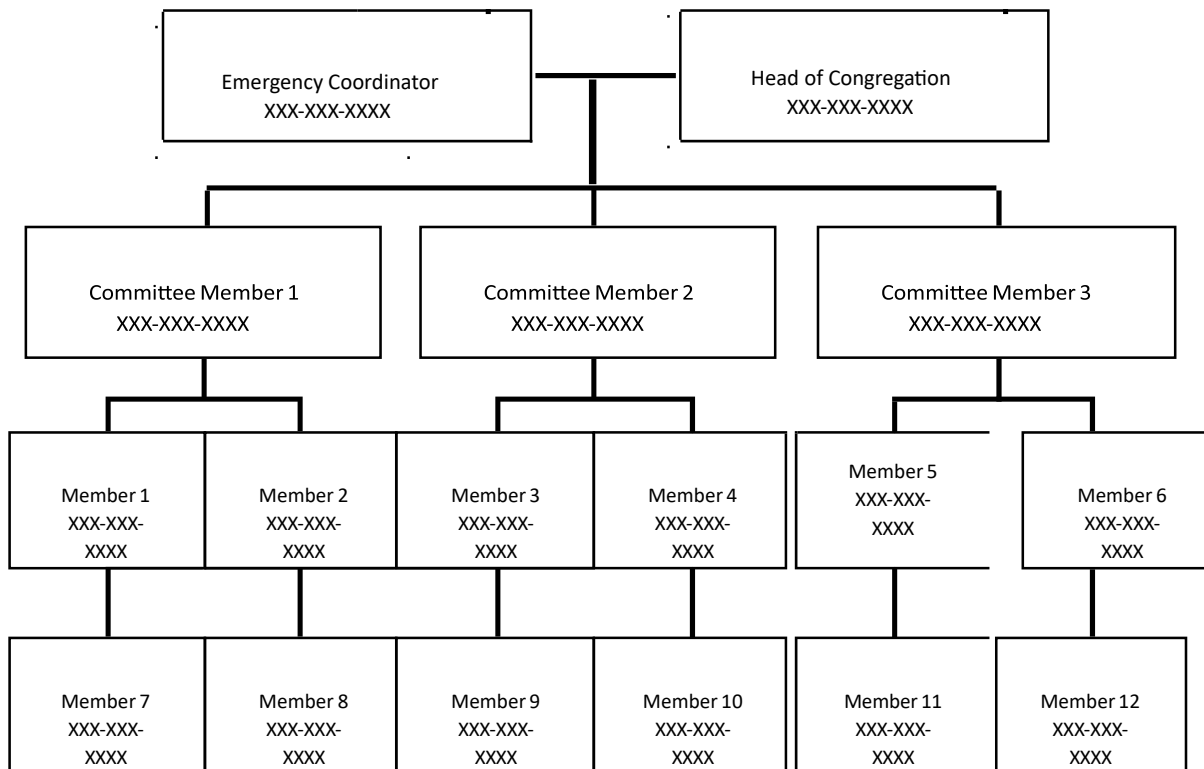 Emergency Coordinator
XXX-XXX-XXXX
Head of Congregation
XXX-XXX-XXXX
Committee Member 1
XXX-XXX-XXXX
Committee Member 2
XXX-XXX-XXXX
Committee Member 3
XXX-XXX-XXXX
Member 1
XXX-XXX-
XXXX
Member 2
XXX-XXX-
XXXX
Member 3
XXX-XXX-
XXXX
Member 4
XXX-XXX-
XXXX
Member 5
XXX-XXX-
XXXX
Member 6
XXX-XXX-
XXXX
Member 7
XXX-XXX-
XXXX
Member 8
XXX-XXX-
XXXX
Member 9
XXX-XXX-
XXXX
Member 10
XXX-XXX-
XXXX
Member 11
XXX-XXX-
XXXX
Member 12
XXX-XXX-
XXXX